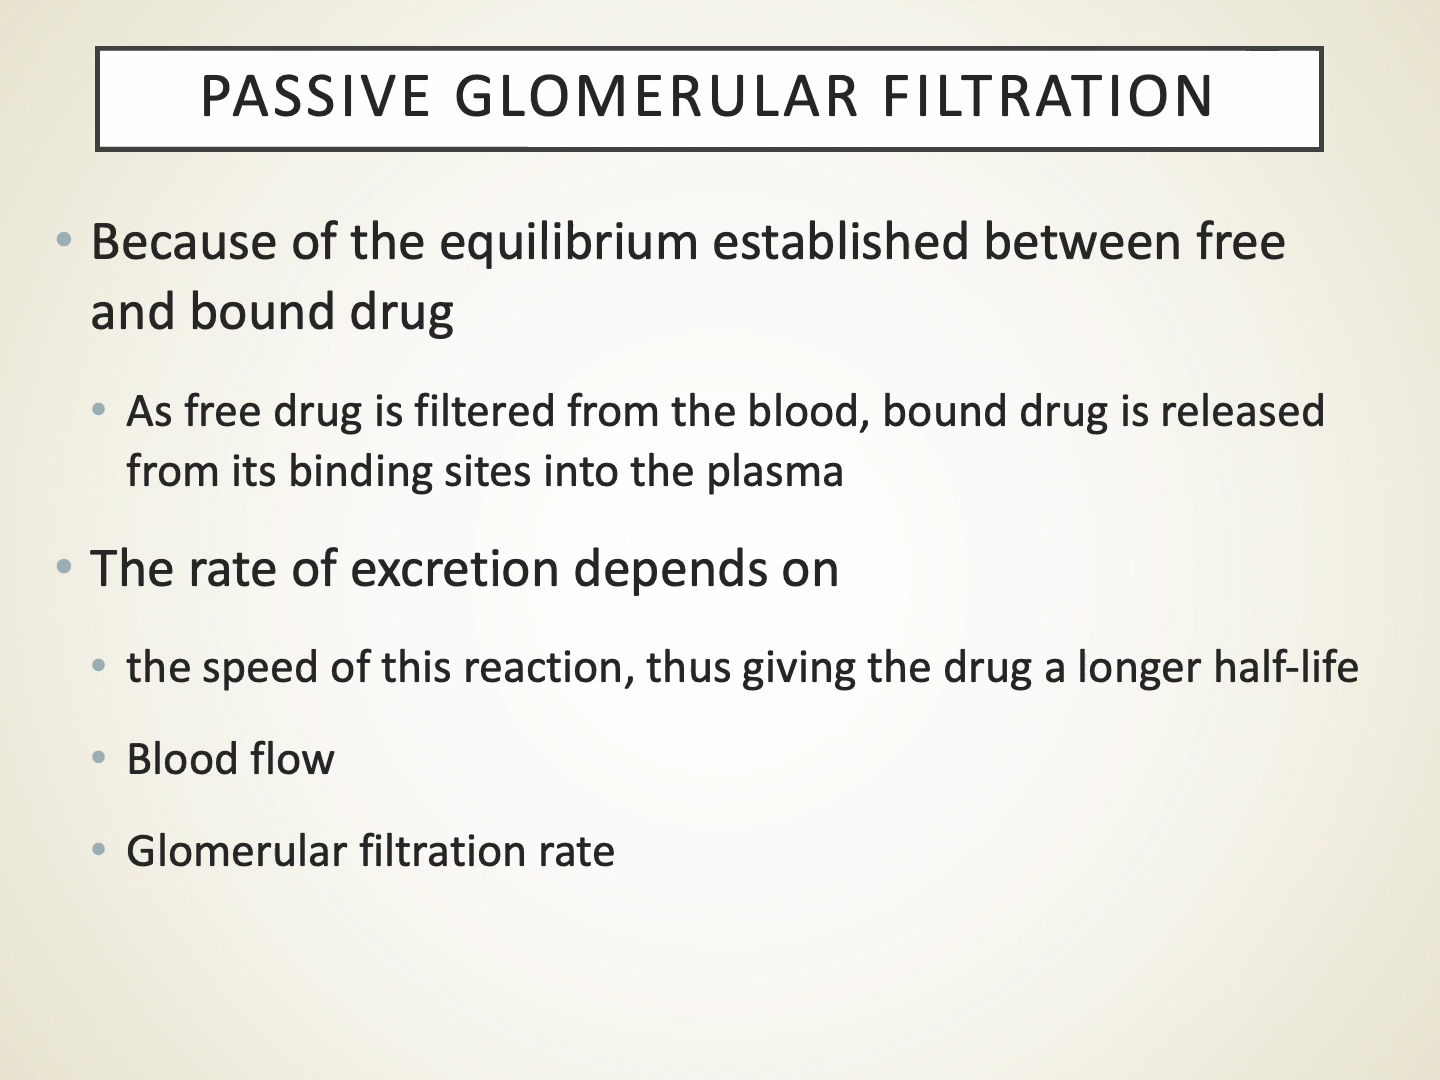 PASSIVE GLOMERULAR FILTRATION
• Because of the equilibrium established between free
and bound drug
• As free drug is filtered from the blood, bound drug is released
from its binding sites into the plasma
• The rate of excretion depends on
• the speed of this reaction, thus giving the drug a longer half-life
• Blood flow
• Glomerular filtration rate